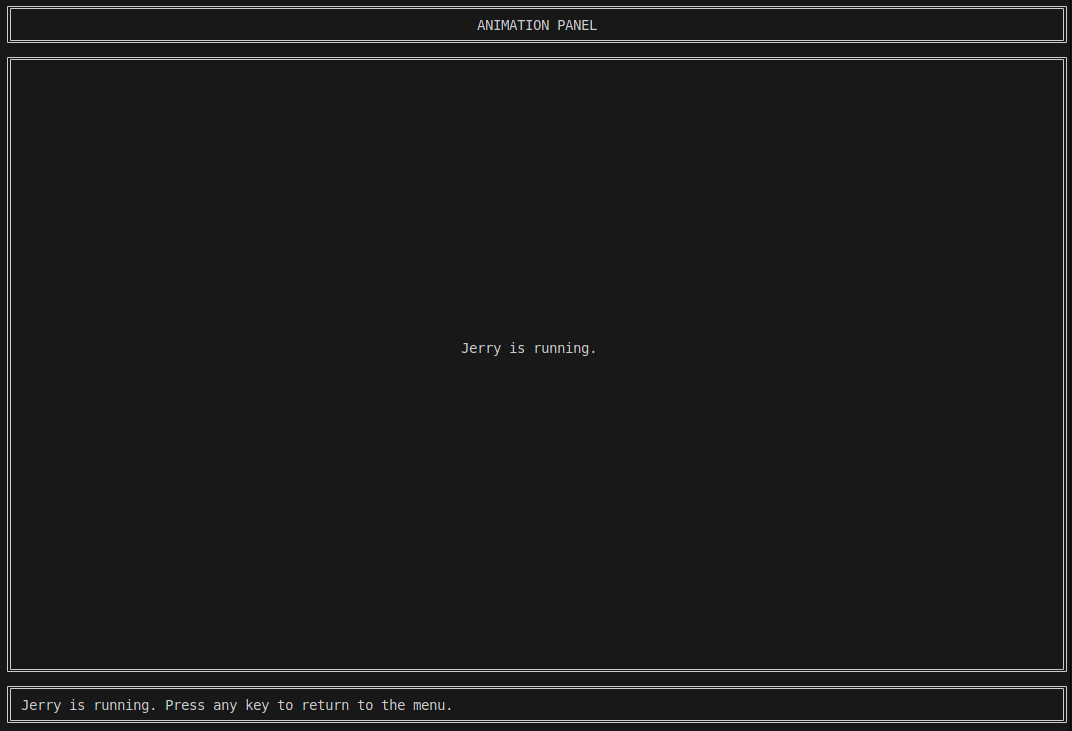 ANIMATION PANEL
Jerry is running.
Jerry is running. Press any key to return to the menu.